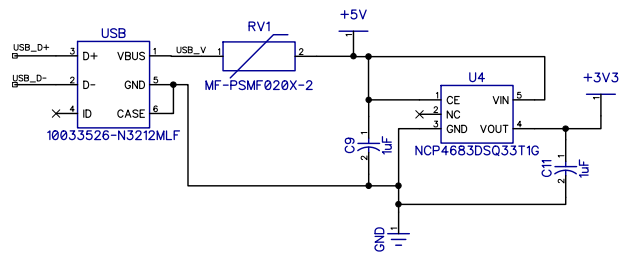 USB
USB_D+ 3 D+ VBUS 1 USB_V
USB_D- 2 D- GND 5
4 ID CASE 6
10033526-N3212MLF
RV1
1 2
MF-PSMF020X-2
+5V
1
C9
1uF
1
2
U4
1 CE VIN 5
2 NC
3 GND VOUT 4
NCP4683DSQ33T1G
+3V3
1
C11
1uF
1
2
GND
1